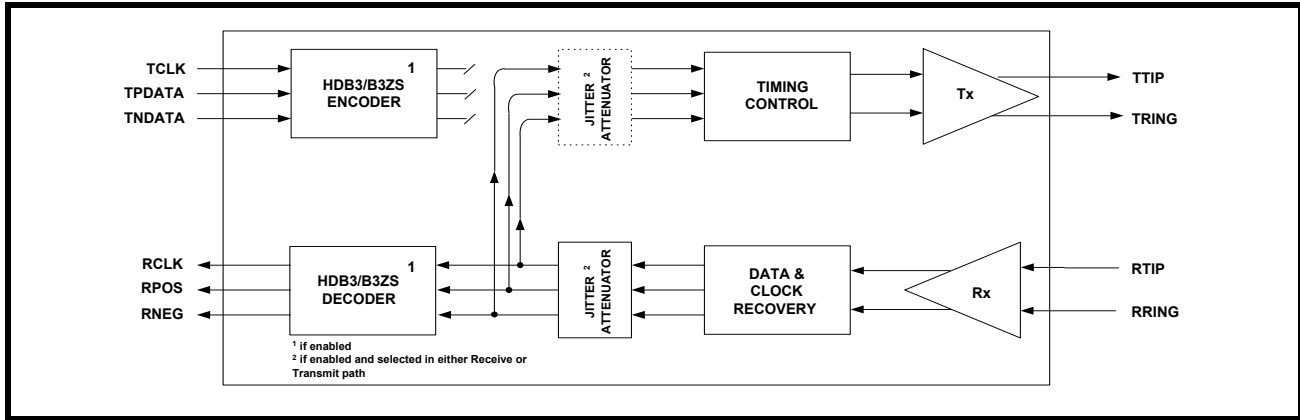 TCLK
TPDATA
TNDATA
HDB3/B3ZS 1
ENCODER
JITTER 2
ATTENUATOR
TIMING
CONTROL
Tx
TTIP
TRING
RCLK
RPOS
RNEG
HDB3/B3ZS 1
DECODER
JITTER 2
ATTENUATOR
DATA &
CLOCK
RECOVERY
Rx
RTIP
RRING
1 if enabled
2 if enabled and selected in either Receive or
Transmit path